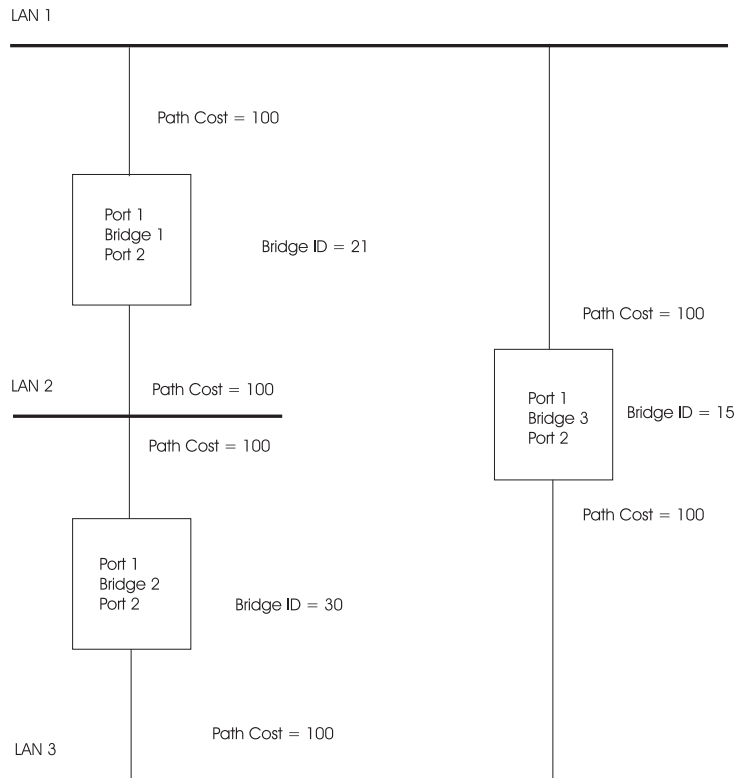 LAN 1
Path Cost = 100
Port 1
Bridge 1
Port 2
Bridge ID = 21
Path Cost = 100
LAN 2
Path Cost = 100
Path Cost = 100
Port 1
Bridge 3
Port 2
Bridge ID = 15
Path Cost = 100
Port 1
Bridge 2
Port 2
Bridge ID = 30
Path Cost = 100
LAN 3